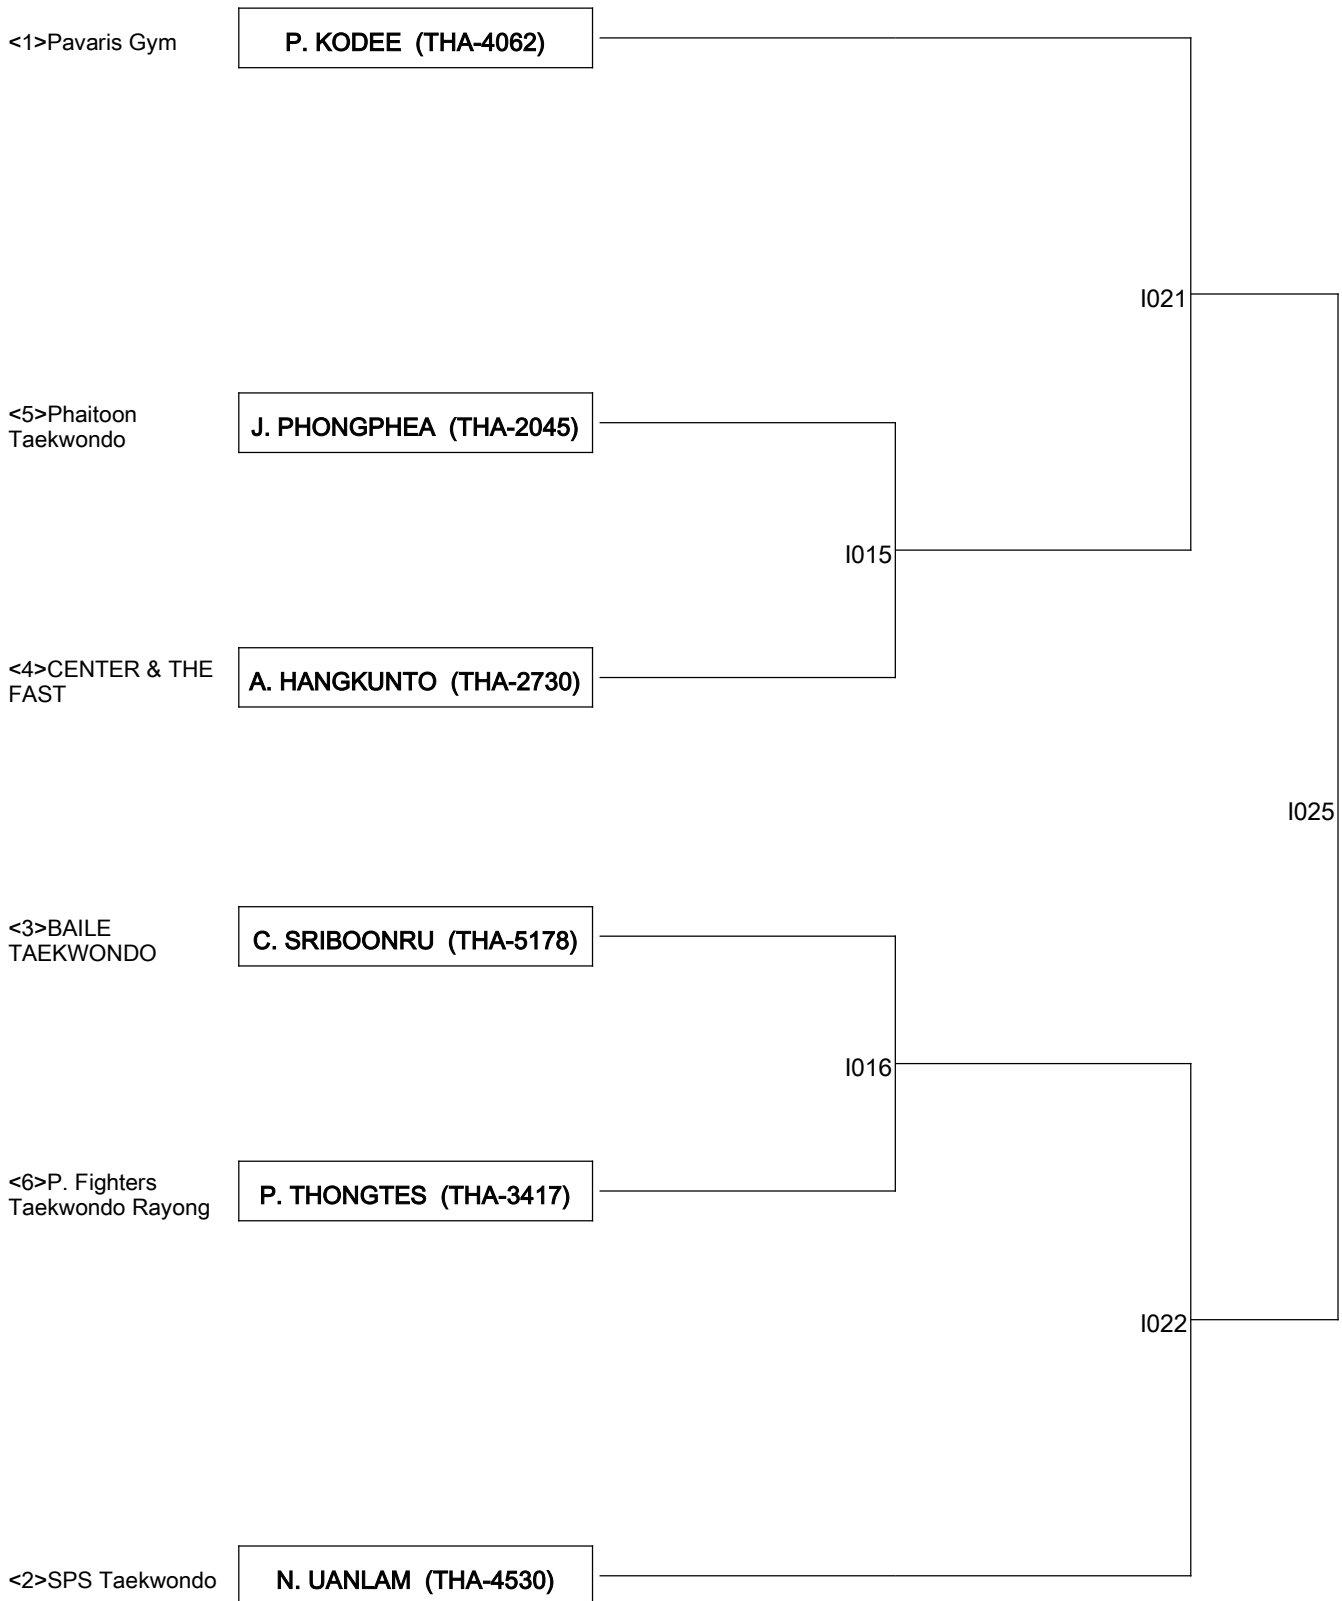 <1>Pavaris Gym
P. KODEE (THA-4062)
I021
<5>Phaitoon
Taekwondo
J. PHONGPHEA (THA-2045)
I015
<4>CENTER & THE
FAST
A. HANGKUNTO (THA-2730)
I025
<3>BAILE
TAEKWONDO
C. SRIBOONRU (THA-5178)
I016
<6>P. Fighters
Taekwondo Rayong
P. THONGTES (THA-3417)
I022
<2>SPS Taekwondo
N. UANLAM (THA-4530)